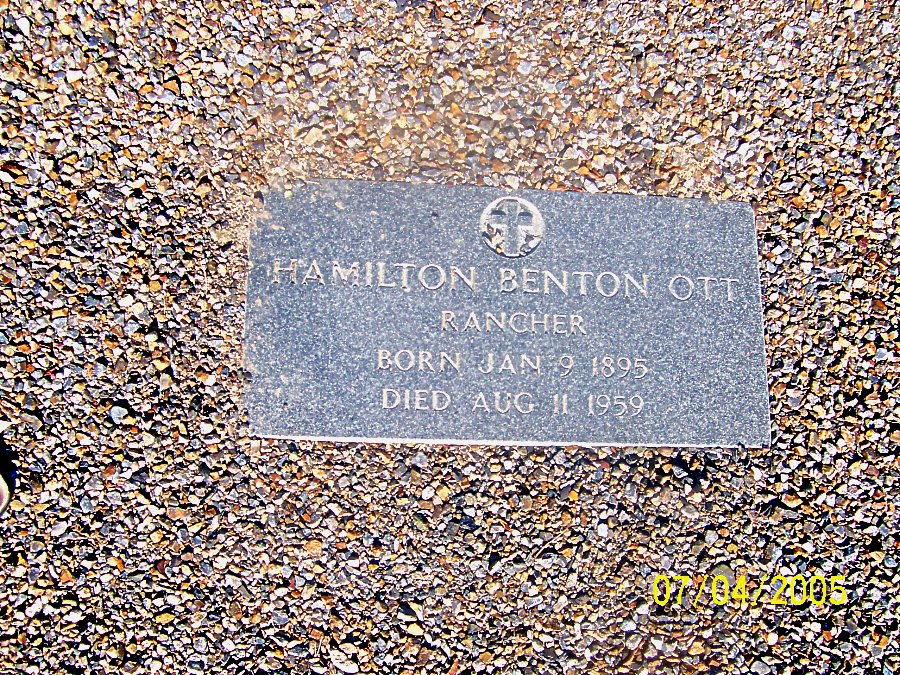 HAMILTON BENTON OTT
RANCHER
BORN JAN 9 1895
DIED AUG 11 1959
07/04/2005